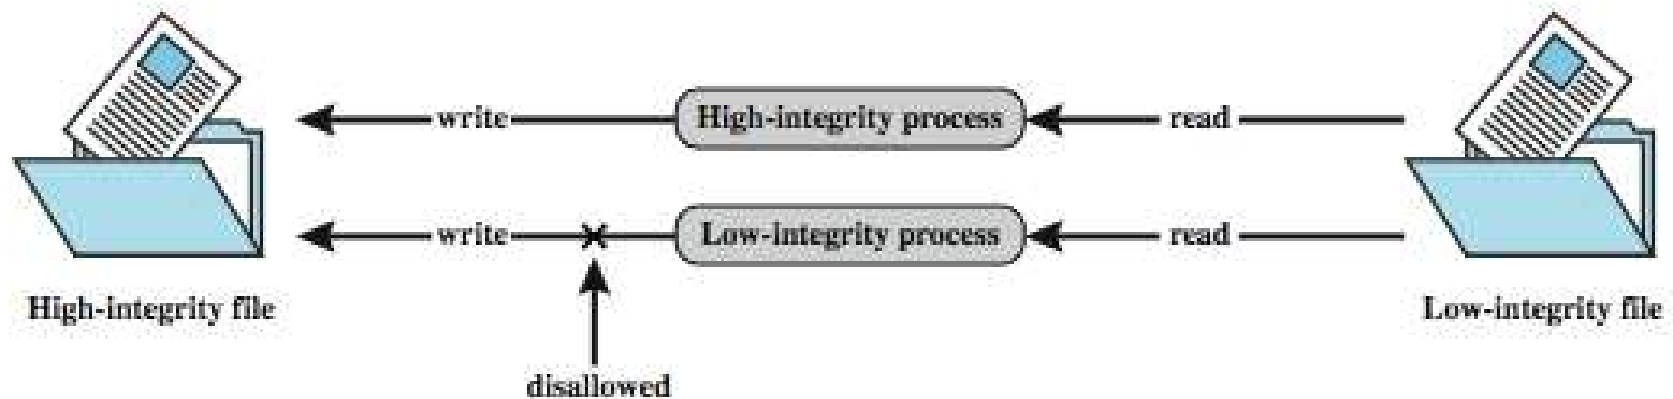 write High-integrity process read
write Low-integrity process read
High-integrity file Low-integrity file
disallowed